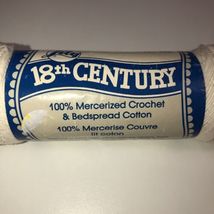 18th CENTURY
100% Mercerized Crochet
& Bedspread Cotton
100% Mercerise Couvre
lit coton